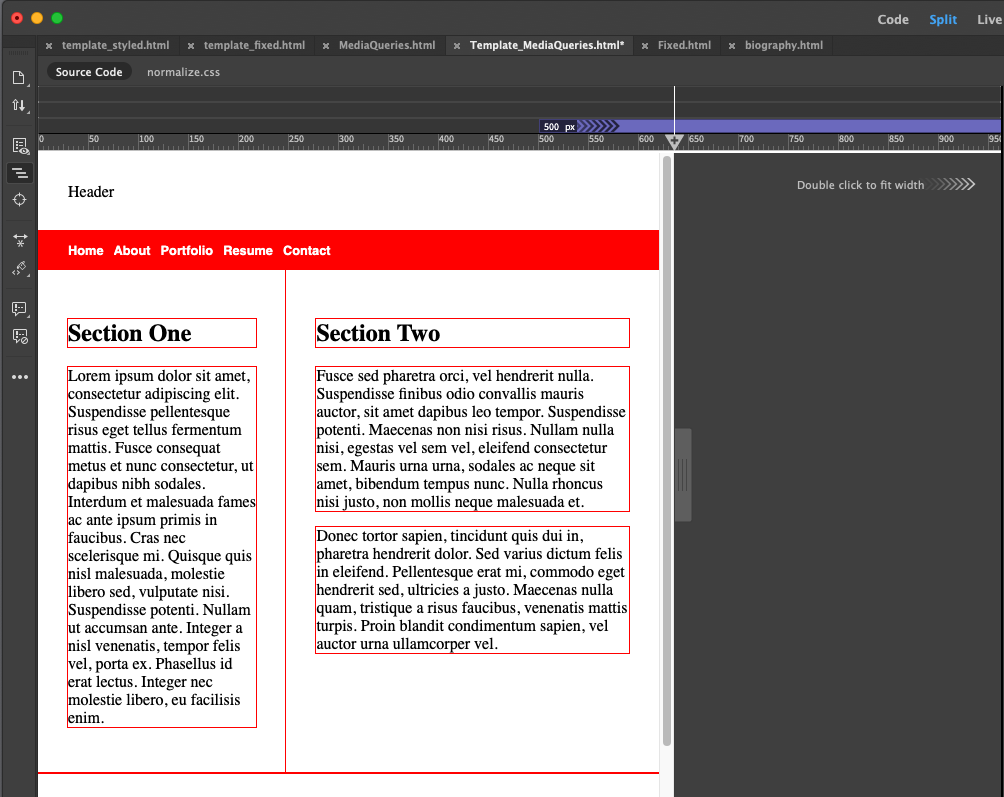 Code Split Live
template_styled.html template_fixed.html MediaQueries.html Template_MediaQueries.html* Fixed.html biography.html
Source Code normalize.css
500 px
0 50 100 150 200 250 300 350 400 450 500 550 600 650 700 750 800 850 900 950
Double click to fit width
Header
Home About Portfolio Resume Contact
Section One
Lorem ipsum dolor sit amet,
consectetur adipiscing elit.
Suspendisse pellentesque
risus eget tellus fermentum
mattis. Fusce consequat
metus et nunc consectetur, ut
dapibus nibh sodales.
Interdum et malesuada fames
ac ante ipsum primis in
faucibus. Cras nec
scelerisque mi. Quisque quis
nisl malesuada, molestie
libero sed, vulputate nisi.
Suspendisse potenti. Nullam
ut accumsan ante. Integer a
nisl venenatis, tempor felis
vel, porta ex. Phasellus id
erat lectus. Integer nec
molestie libero, eu facilisis
enim.
Section Two
Fusce sed pharetra orci, vel hendrerit nulla.
Suspendisse finibus odio convallis mauris
auctor, sit amet dapibus leo tempor. Suspendisse
potenti. Maecenas non nisi risus. Nullam nulla
nisi, egestas vel sem vel, eleifend consectetur
sem. Mauris urna urna, sodales ac neque sit
amet, bibendum tempus nunc. Nulla rhoncus
nisi justo, non mollis neque malesuada et.
Donec tortor sapien, tincidunt quis dui in,
pharetra hendrerit dolor. Sed varius dictum felis
in eleifend. Pellentesque erat mi, commodo eget
hendrerit sed, ultricies a justo. Maecenas nulla
quam, tristique a risus faucibus, venenatis mattis
turpis. Proin blandit condimentum sapien, vel
auctor urna ullamcorper vel.